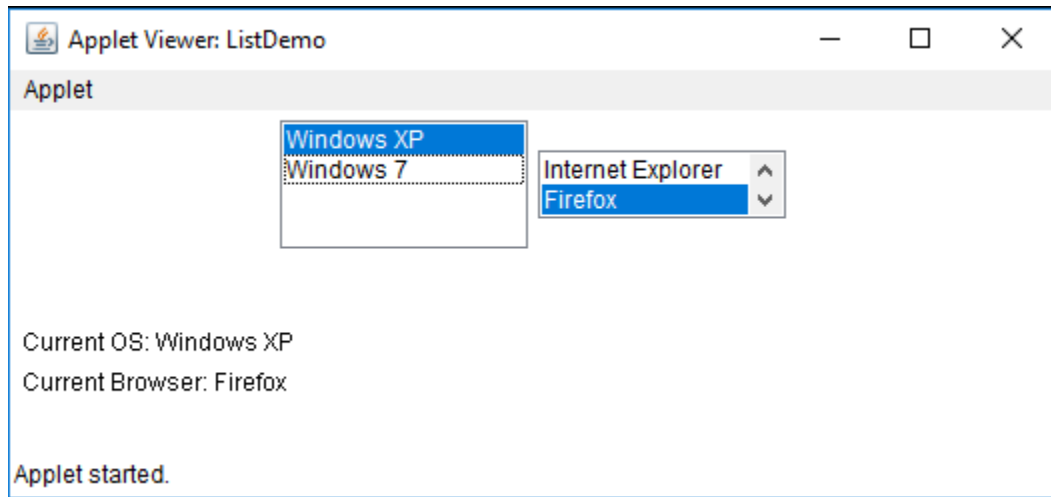 Applet Viewer: ListDemo
Applet
Windows XP
Windows 7
Internet Explorer
Firefox
Current OS: Windows XP
Current Browser: Firefox
Applet started.